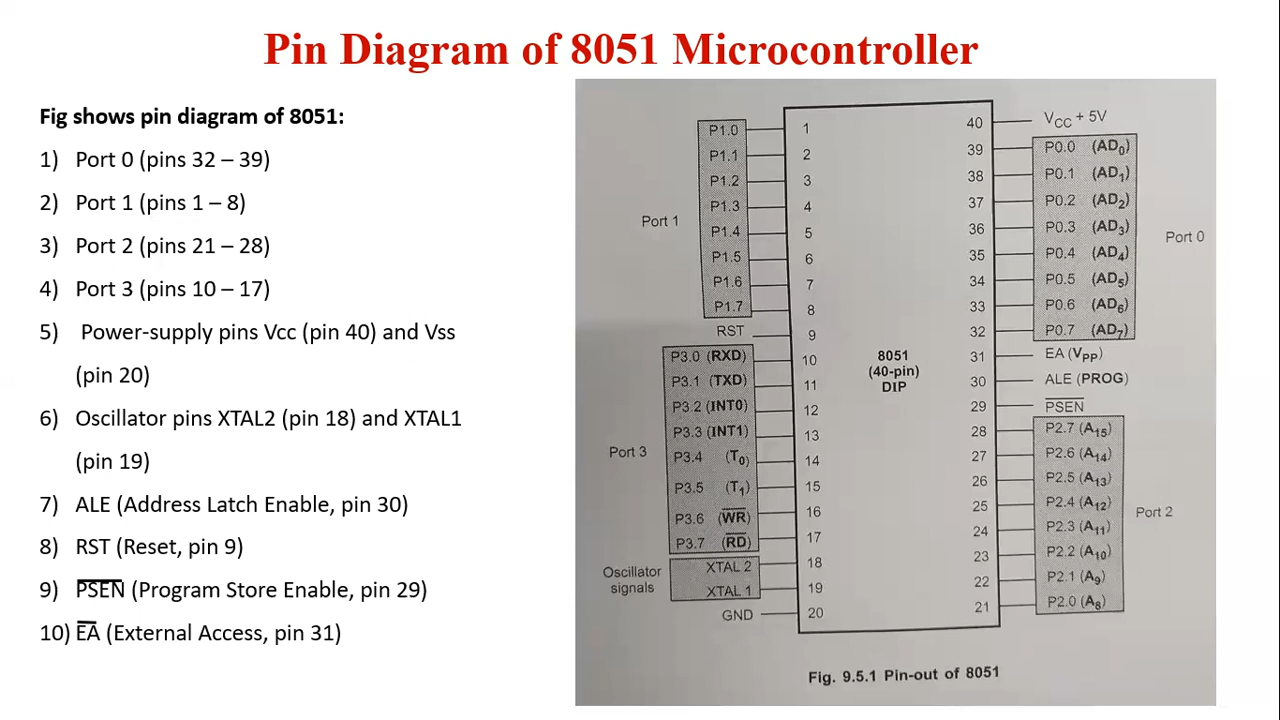 Pin Diagram of 8051 Microcontroller
Fig shows pin diagram of 8051:
1) Port 0 (pins 32 – 39)
2) Port 1 (pins 1 – 8)
3) Port 2 (pins 21 – 28)
4) Port 3 (pins 10 – 17)
5) Power-supply pins Vcc (pin 40) and Vss
(pin 20)
6) Oscillator pins XTAL2 (pin 18) and XTAL1
(pin 19)
7) ALE (Address Latch Enable, pin 30)
8) RST (Reset, pin 9)
9) P̅S̅E̅N̅ (Program Store Enable, pin 29)
10) E̅A̅ (External Access, pin 31)
P1.0 1 40 VCC + 5V
P1.1 2 39 P0.0 (AD0)
P1.2 3 38 P0.1 (AD1)
P1.3 4 37 P0.2 (AD2)
Port 1
P1.4 5 36 P0.3 (AD3)
Port 0
P1.5 6 35 P0.4 (AD4)
P1.6 7 34 P0.5 (AD5)
P1.7 8 33 P0.6 (AD6)
RST 9 32 P0.7 (AD7)
P3.0 (RXD) 10 31 EA (VPP)
8051
(40-pin)
DIP
P3.1 (TXD) 11 30 ALE (PROG)
P3.2 (INT0) 12 29 P̅S̅E̅N̅
P3.3 (INT1) 13 28 P2.7 (A15)
Port 3
P3.4 (T0) 14 27 P2.6 (A14)
P3.5 (T1) 15 26 P2.5 (A13)
P3.6 (W̅R̅) 16 25 P2.4 (A12)
Port 2
P3.7 (R̅D̅) 17 24 P2.3 (A11)
Oscillator
signals
XTAL 2 18 23 P2.2 (A10)
XTAL 1 19 22 P2.1 (A9)
GND 20 21 P2.0 (A8)
Fig. 9.5.1 Pin-out of 8051